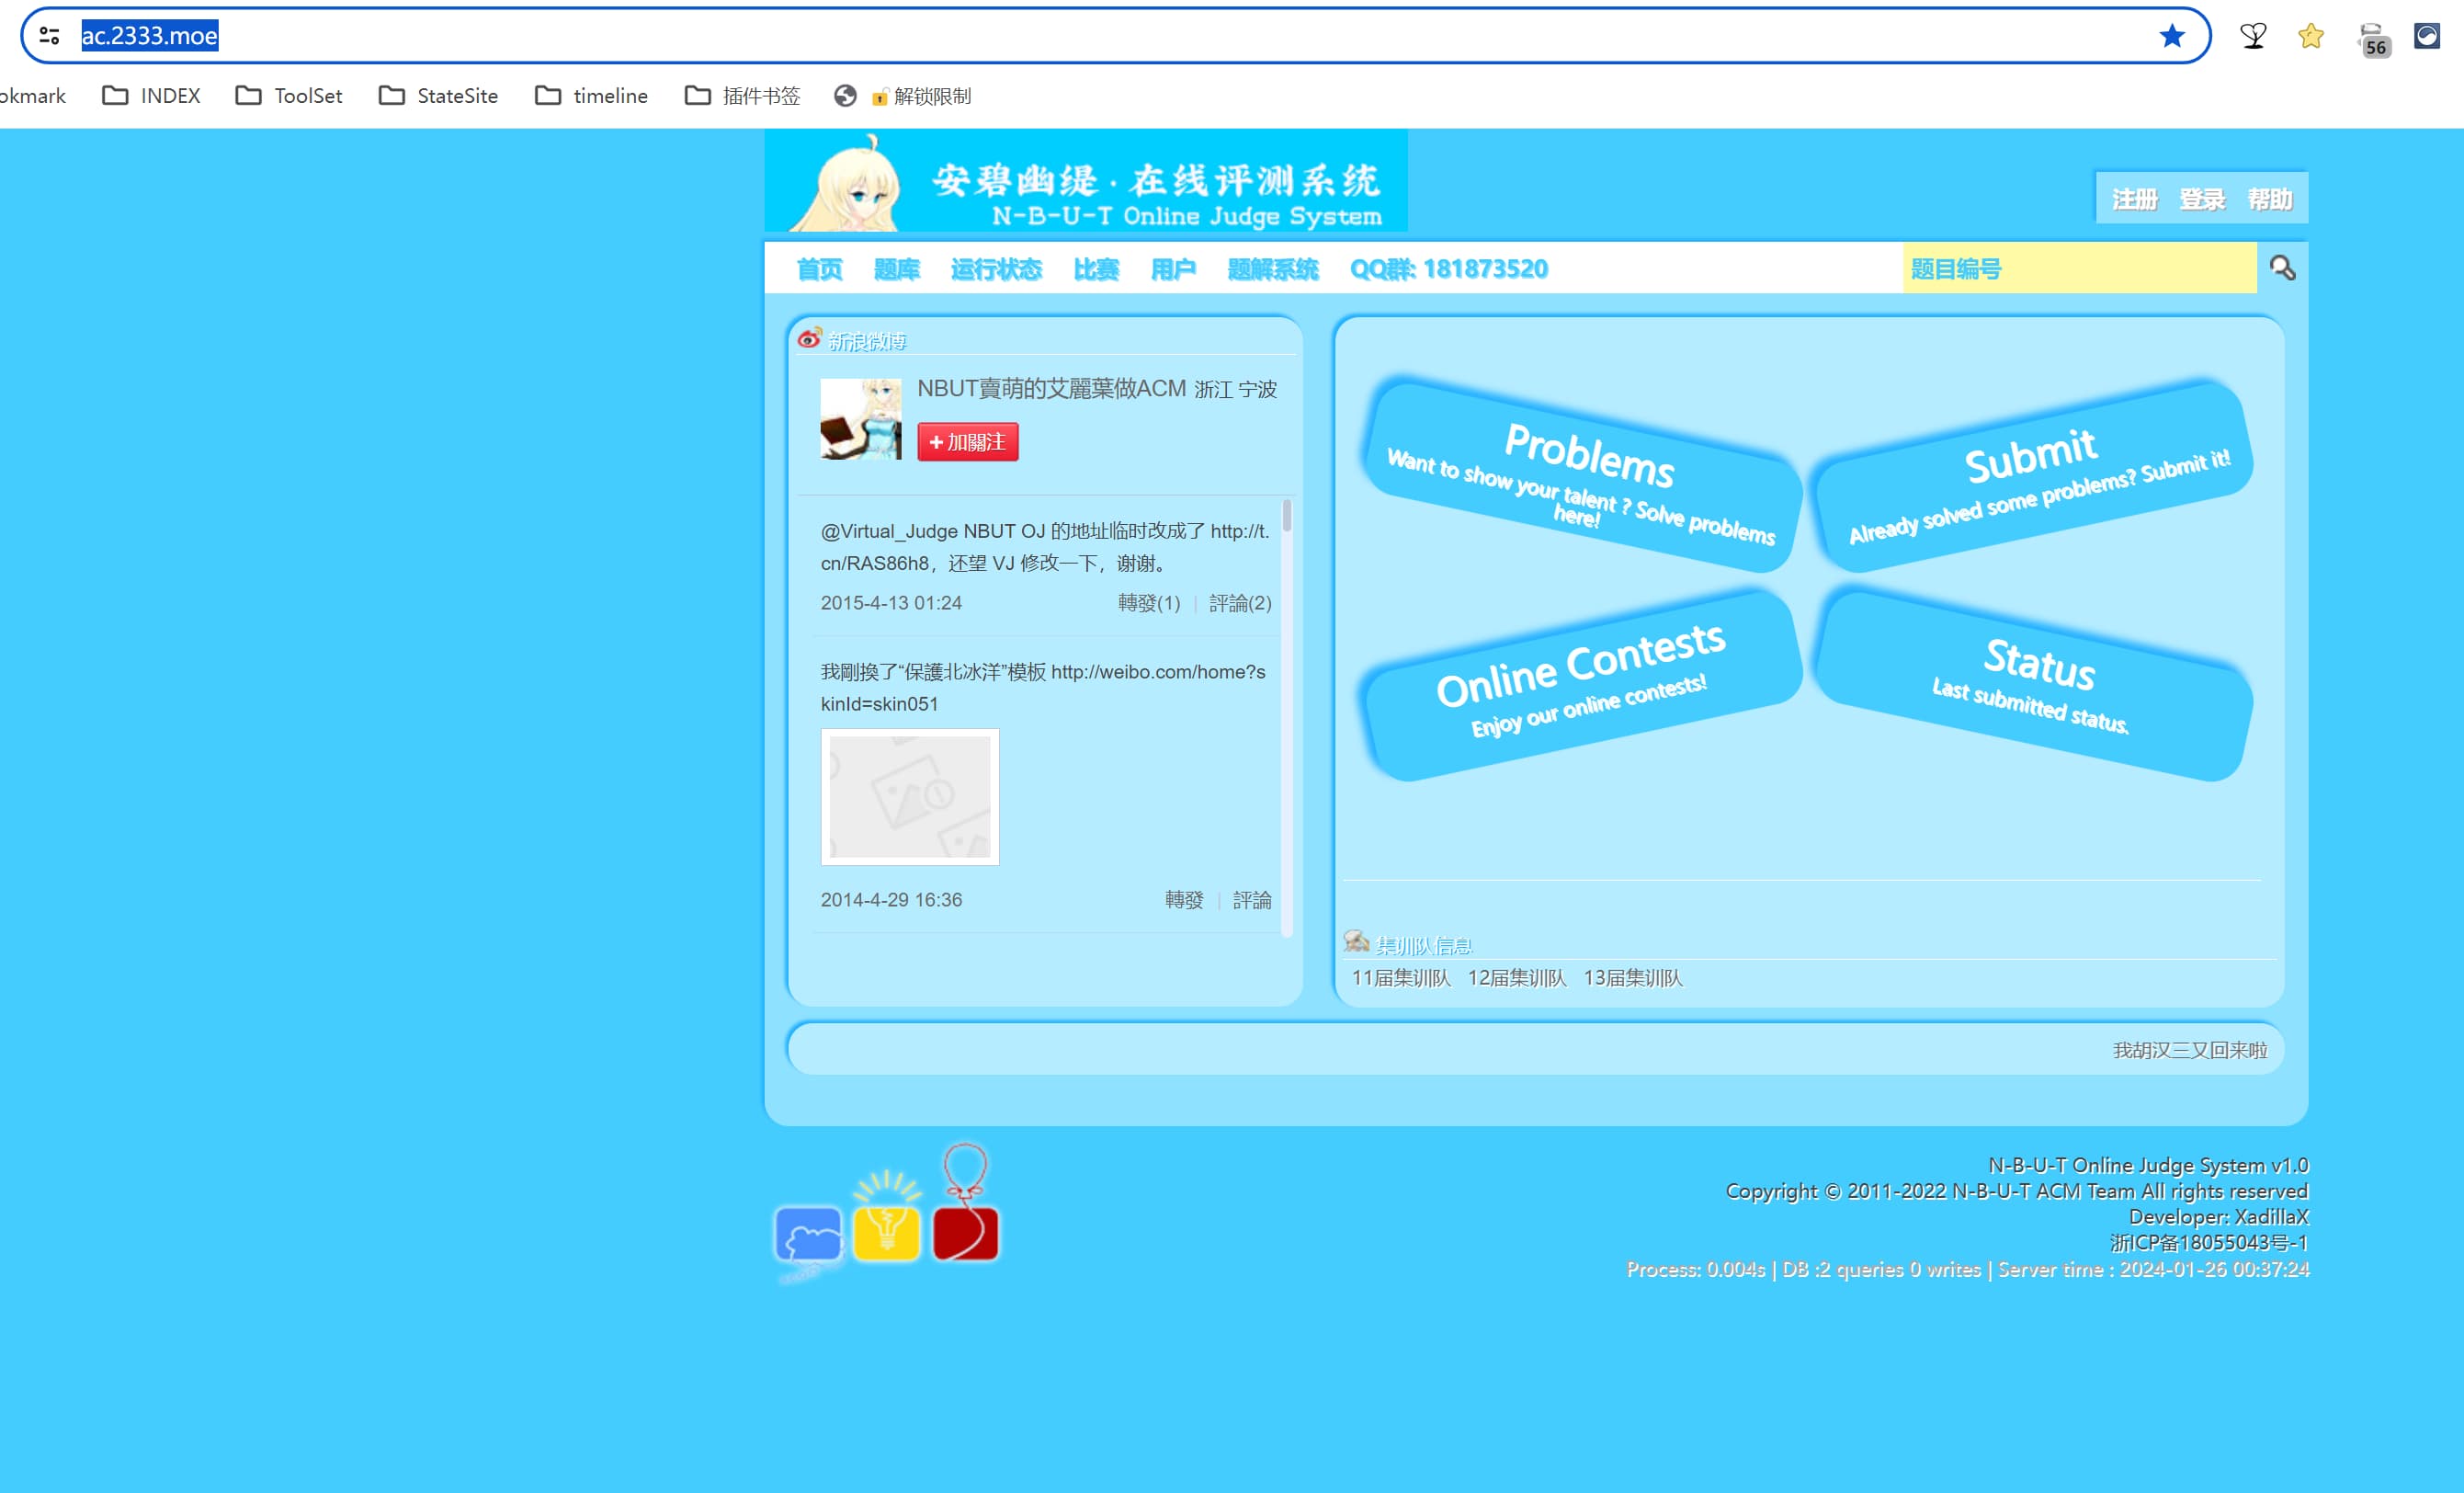 ac.2333.moe
56
okmark INDEX ToolSet StateSite timeline 插件书签 解锁限制
安碧幽缇·在线评测系统
N-B-U-T Online Judge System
注册 登录 帮助
首页 题库 运行状态 比赛 用户 题解系统 QQ群: 181873520 题目编号
新浪微博
NBUT賣萌的艾麗葉做ACM 浙江 宁波
+ 加關注
@Virtual_Judge NBUT OJ 的地址临时改成了 http://t.
cn/RAS86h8，还望 VJ 修改一下，谢谢。
2015-4-13 01:24 轉發(1) | 評論(2)
我剛換了“保護北冰洋”模板 http://weibo.com/home?s
kinId=skin051
2014-4-29 16:36 轉發 | 評論
Problems
Want to show your talent ? Solve problems
here!
Submit
Already solved some problems? Submit it!
Online Contests
Enjoy our online contests!
Status
Last submitted status.
集训队信息
11届集训队 12届集训队 13届集训队
我胡汉三又回来啦
N-B-U-T Online Judge System v1.0
Copyright © 2011-2022 N-B-U-T ACM Team All rights reserved
Developer: XadillaX
浙ICP备18055043号-1
Process: 0.004s | DB :2 queries 0 writes | Server time : 2024-01-26 00:37:24